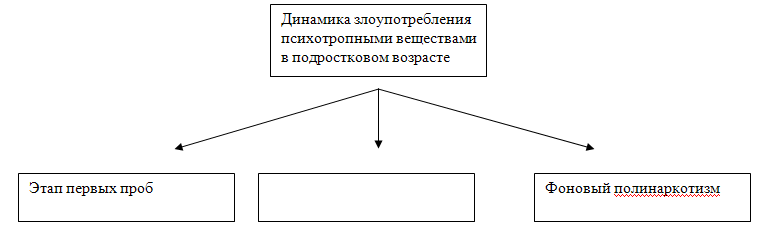 Динамика злоупотребления
психотропными веществами
в подростковом возрасте
Этап первых проб
Фоновый полинаркотизм